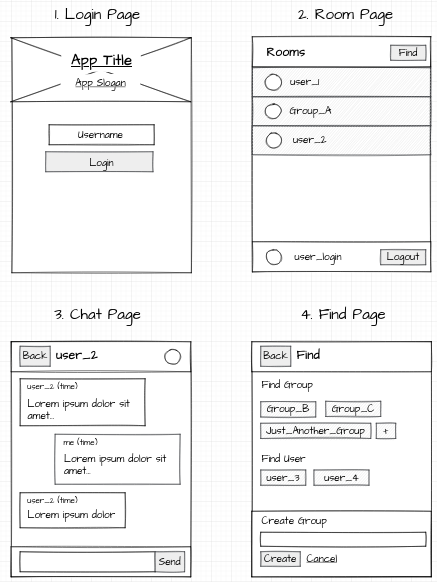 1. Login Page
App Title
App Slogan
Username
Login
2. Room Page
Rooms
Find
user_1
Group_A
user_2
user_login
Logout
3. Chat Page
Back
user_2
user_2 (time)
Lorem ipsum dolor sit
amet...
me (time)
Lorem ipsum dolor sit
amet...
user_2 (time)
Lorem ipsum dolor
Send
4. Find Page
Back
Find
Find Group
Group_B
Group_C
Just_Another_Group
+
Find User
user_3
user_4
Create Group
Create
Cancel